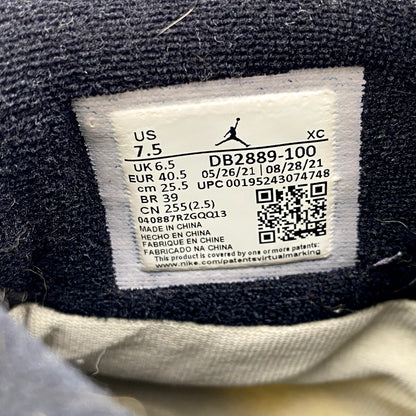 US XC
7.5
UK 6.5 DB2889-100
EUR 40.5 05/26/21 08/28/21
cm 25.5 UPC 00195243074748
BR 39
CN 255(2.5)
040887RZGQQ13
MADE IN CHINA
HECHO EN CHINA
FABRIQUE EN CHINE
FABRICADO NA CHINA
This product is covered by one or more patents:
www.nike.com/patentsvirtualmarking